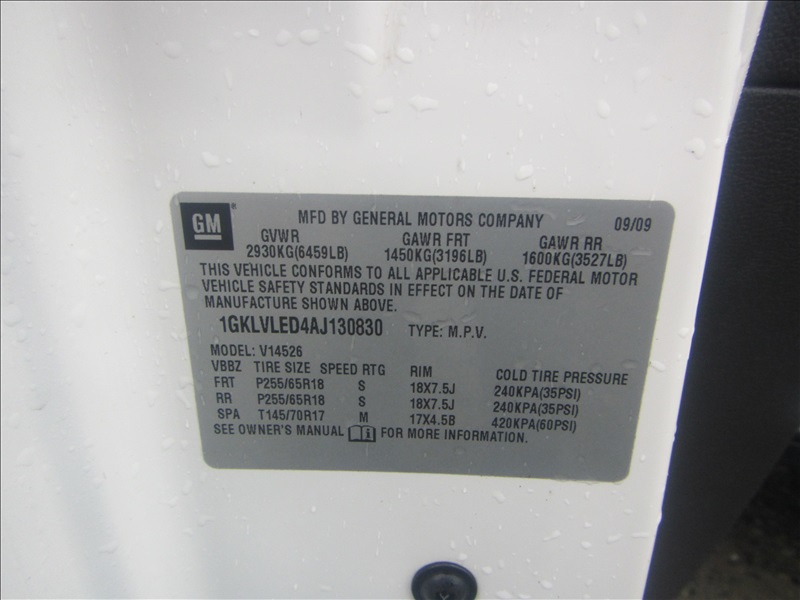 GM MFD BY GENERAL MOTORS COMPANY 09/09
GVWR GAWR FRT GAWR RR
2930KG(6459LB) 1450KG(3196LB) 1600KG(3527LB)
THIS VEHICLE CONFORMS TO ALL APPLICABLE U.S. FEDERAL MOTOR
VEHICLE SAFETY STANDARDS IN EFFECT ON THE DATE OF
MANUFACTURE SHOWN ABOVE.
1GKLVLED4AJ130830 TYPE: M.P.V.
MODEL: V14526
VBBZ TIRE SIZE SPEED RTG RIM COLD TIRE PRESSURE
FRT P255/65R18 S 18X7.5J 240KPA(35PSI)
RR P255/65R18 S 18X7.5J 240KPA(35PSI)
SPA T145/70R17 M 17X4.5B 420KPA(60PSI)
SEE OWNER'S MANUAL i FOR MORE INFORMATION.